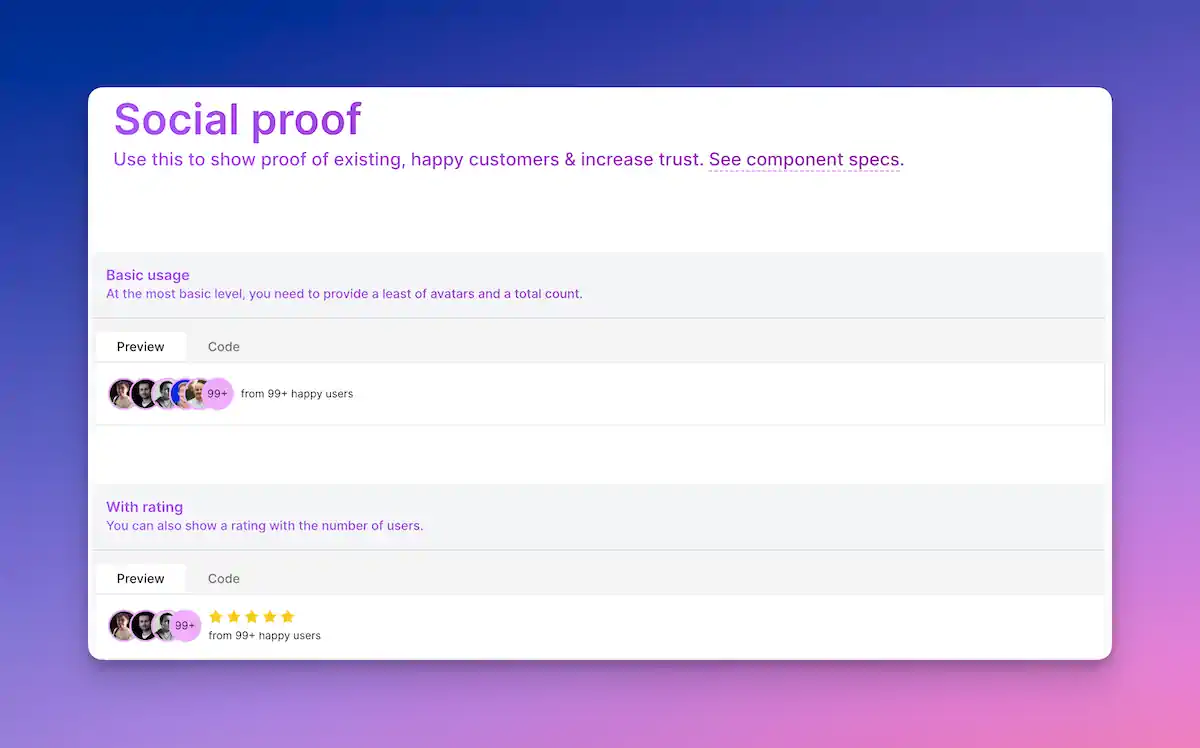 Social proof
Use this to show proof of existing, happy customers & increase trust. See component specs.
Basic usage
At the most basic level, you need to provide a least of avatars and a total count.
Preview Code
99+ from 99+ happy users
With rating
You can also show a rating with the number of users.
Preview Code
99+
from 99+ happy users